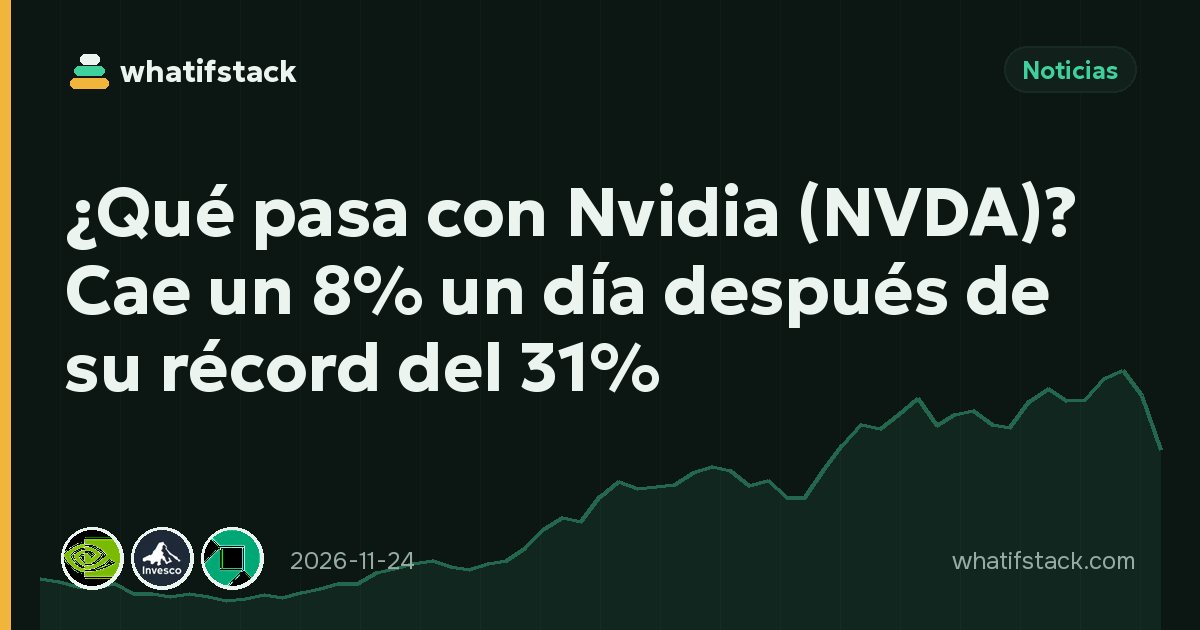 whatifstack
Noticias
¿Qué pasa con Nvidia (NVDA)?
Cae un 8% un día después de
su récord del 31%
Invesco
2026-11-24
whatifstack.com